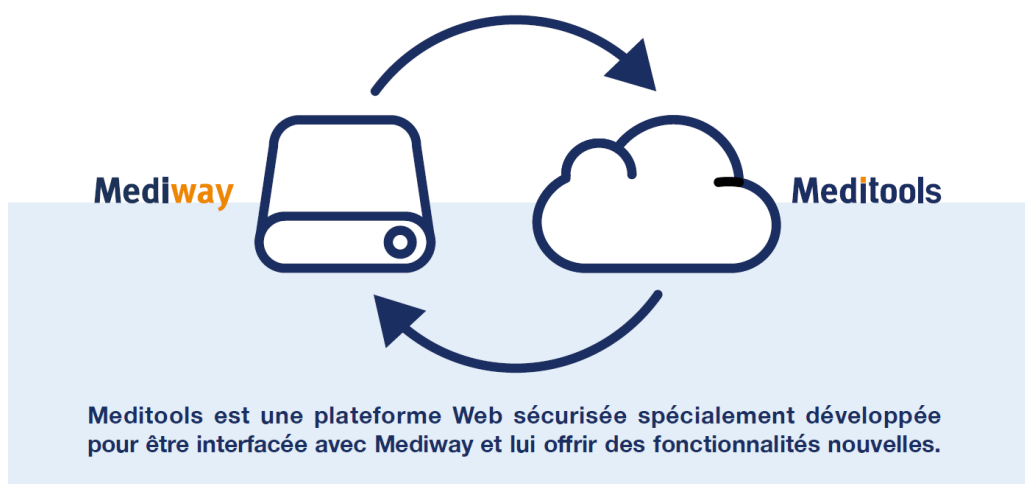 Mediway
Meditools
Meditools est une plateforme Web sécurisée spécialement développée
pour être interfacée avec Mediway et lui offrir des fonctionnalités nouvelles.